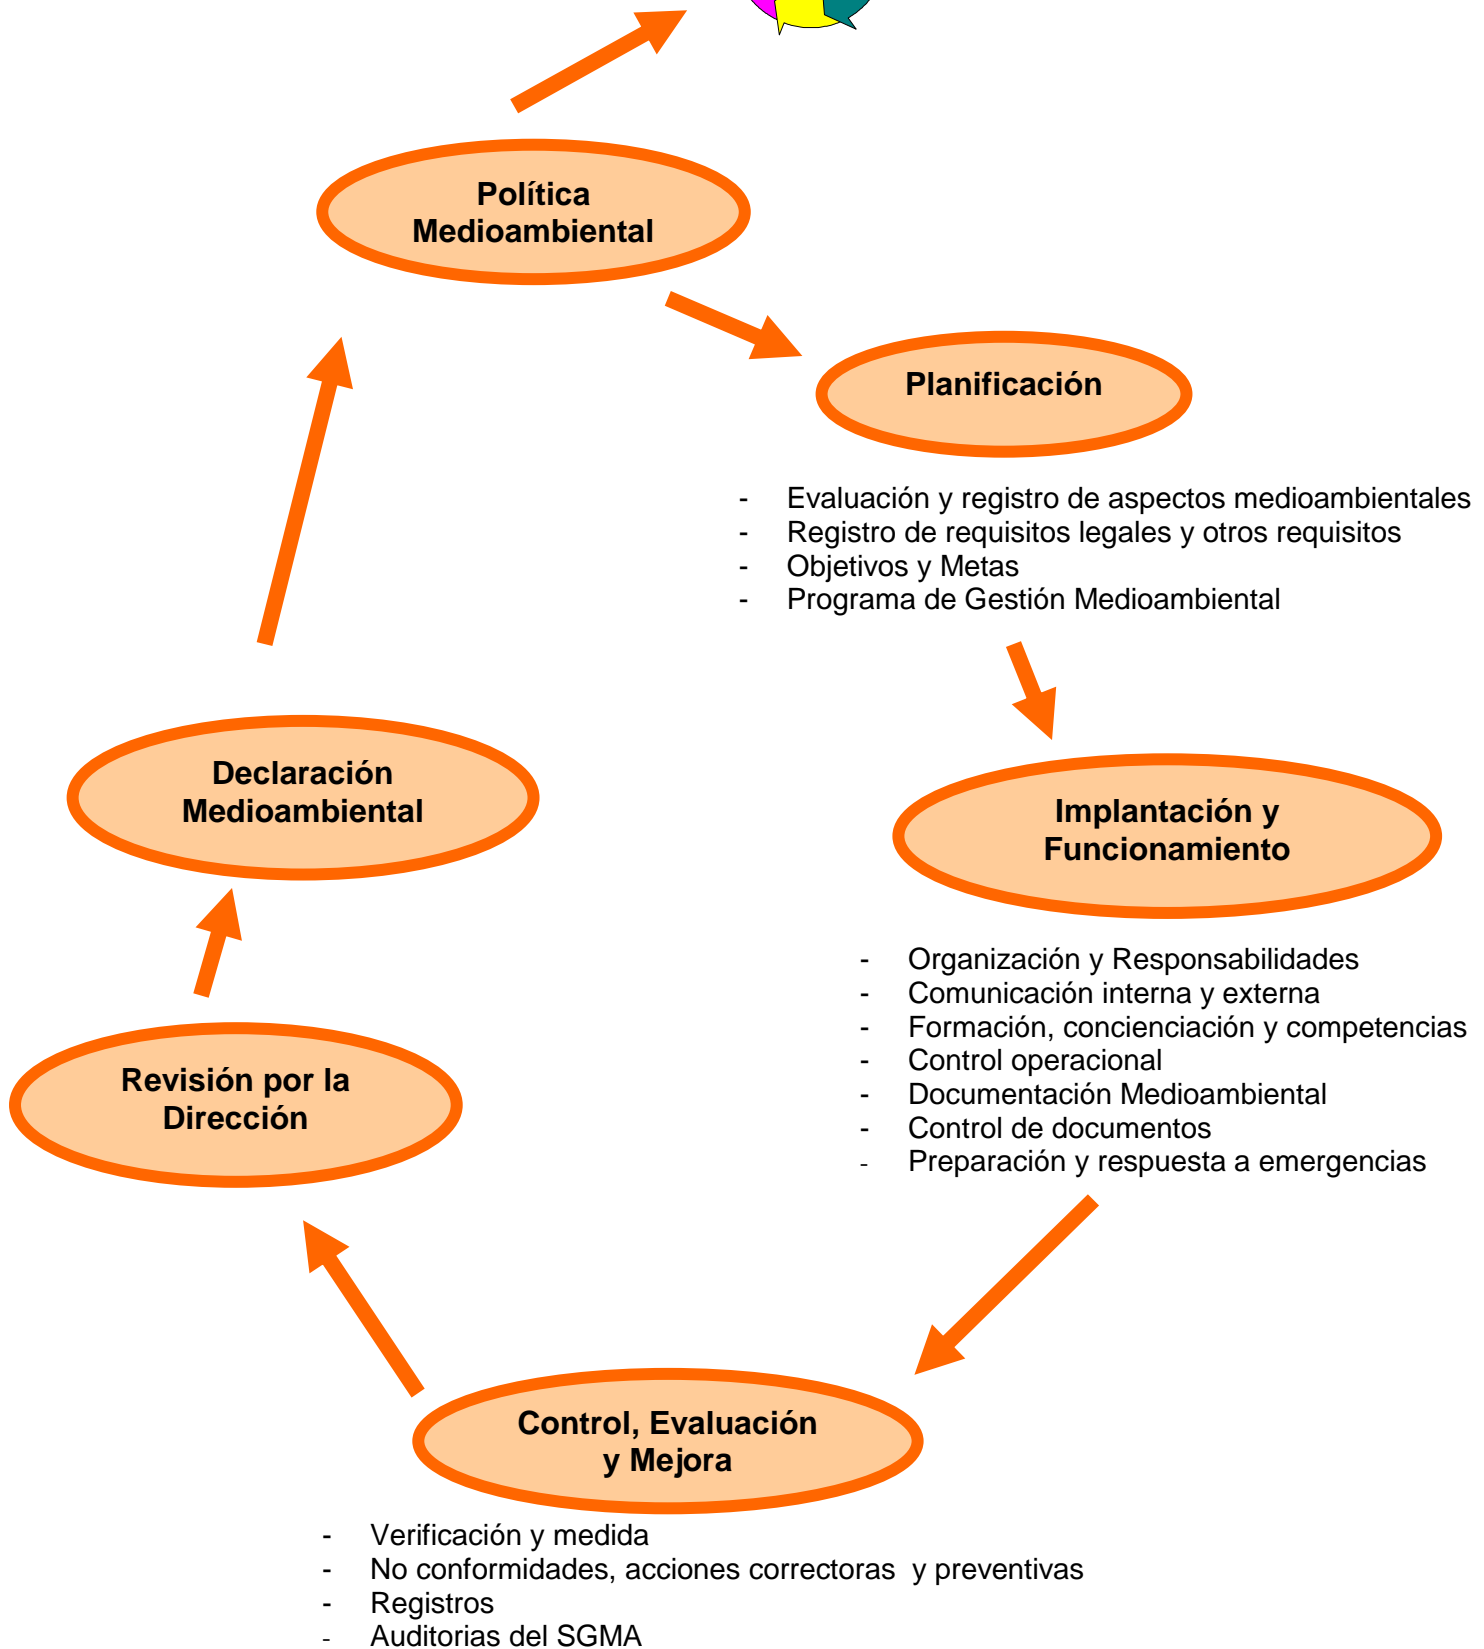 Política
Medioambiental
Planificación
- Evaluación y registro de aspectos medioambientales
- Registro de requisitos legales y otros requisitos
- Objetivos y Metas
- Programa de Gestión Medioambiental
Declaración
Medioambiental
Implantación y
Funcionamiento
- Organización y Responsabilidades
- Comunicación interna y externa
- Formación, concienciación y competencias
- Control operacional
- Documentación Medioambiental
- Control de documentos
- Preparación y respuesta a emergencias
Revisión por la
Dirección
Control, Evaluación
y Mejora
- Verificación y medida
- No conformidades, acciones correctoras  y preventivas
- Registros
- Auditorias del SGMA